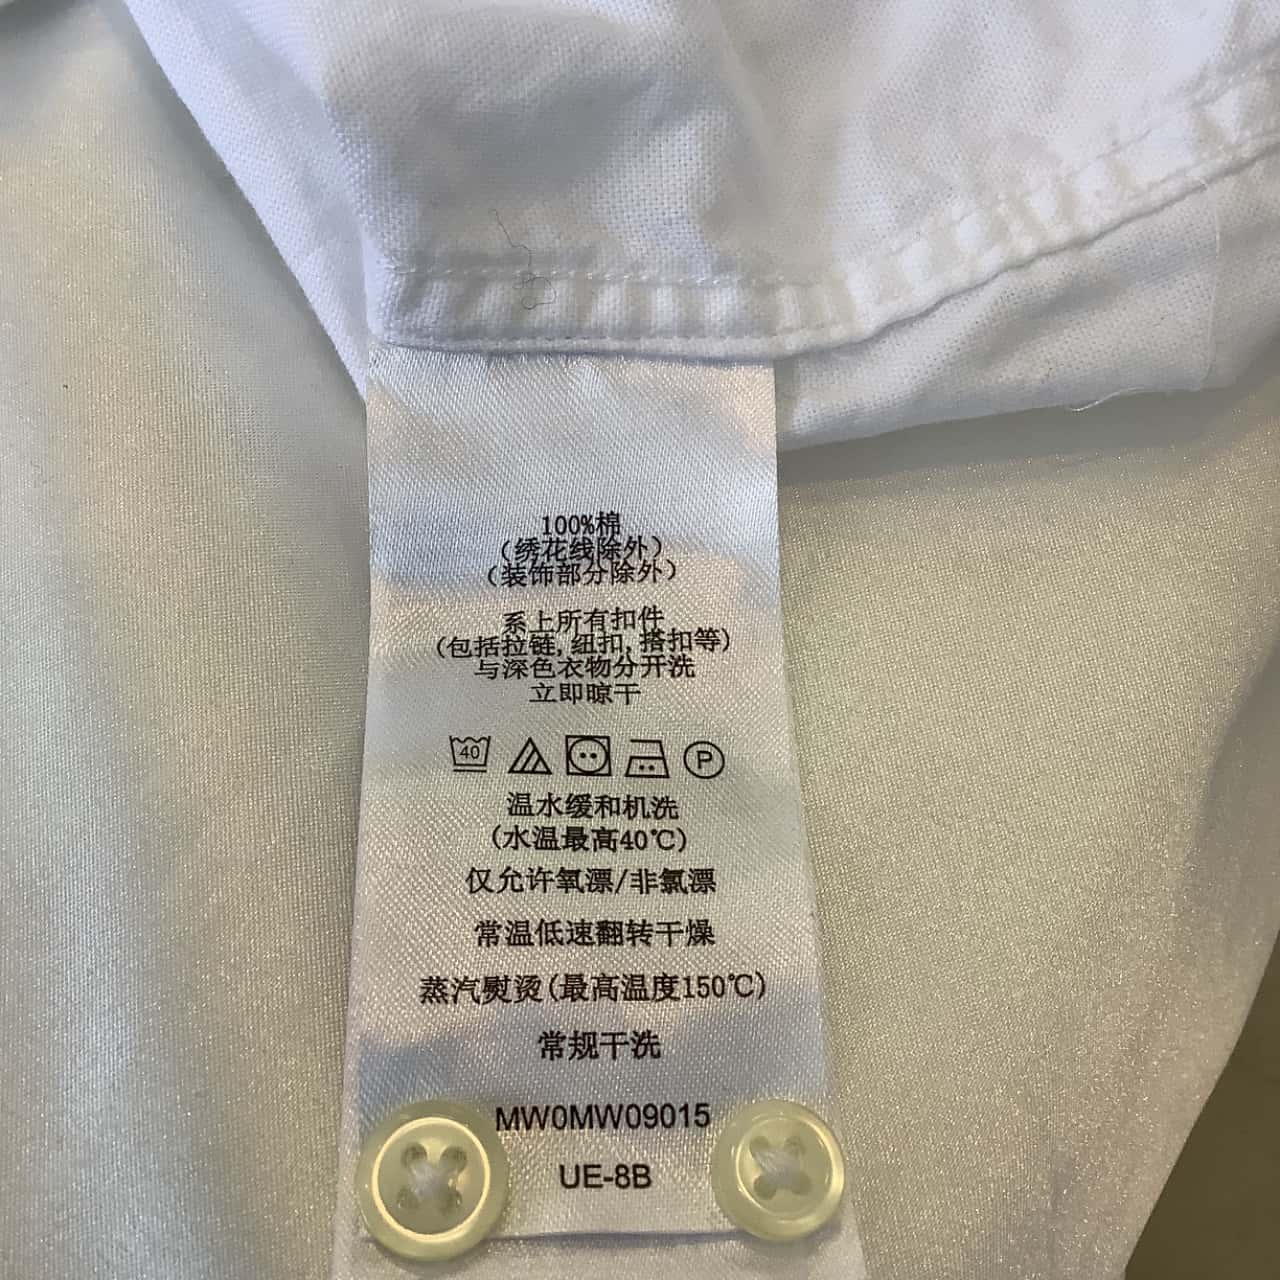 100%棉
（绣花线除外）
（装饰部分除外）
系上所有扣件
（包括拉链,纽扣,搭扣等）
与深色衣物分开洗
立即晾干
40
P
温水缓和机洗
(水温最高40℃)
仅允许氧漂/非氯漂
常温低速翻转干燥
蒸汽熨烫(最高温度150℃)
常规干洗
MW0MW09015
UE-8B